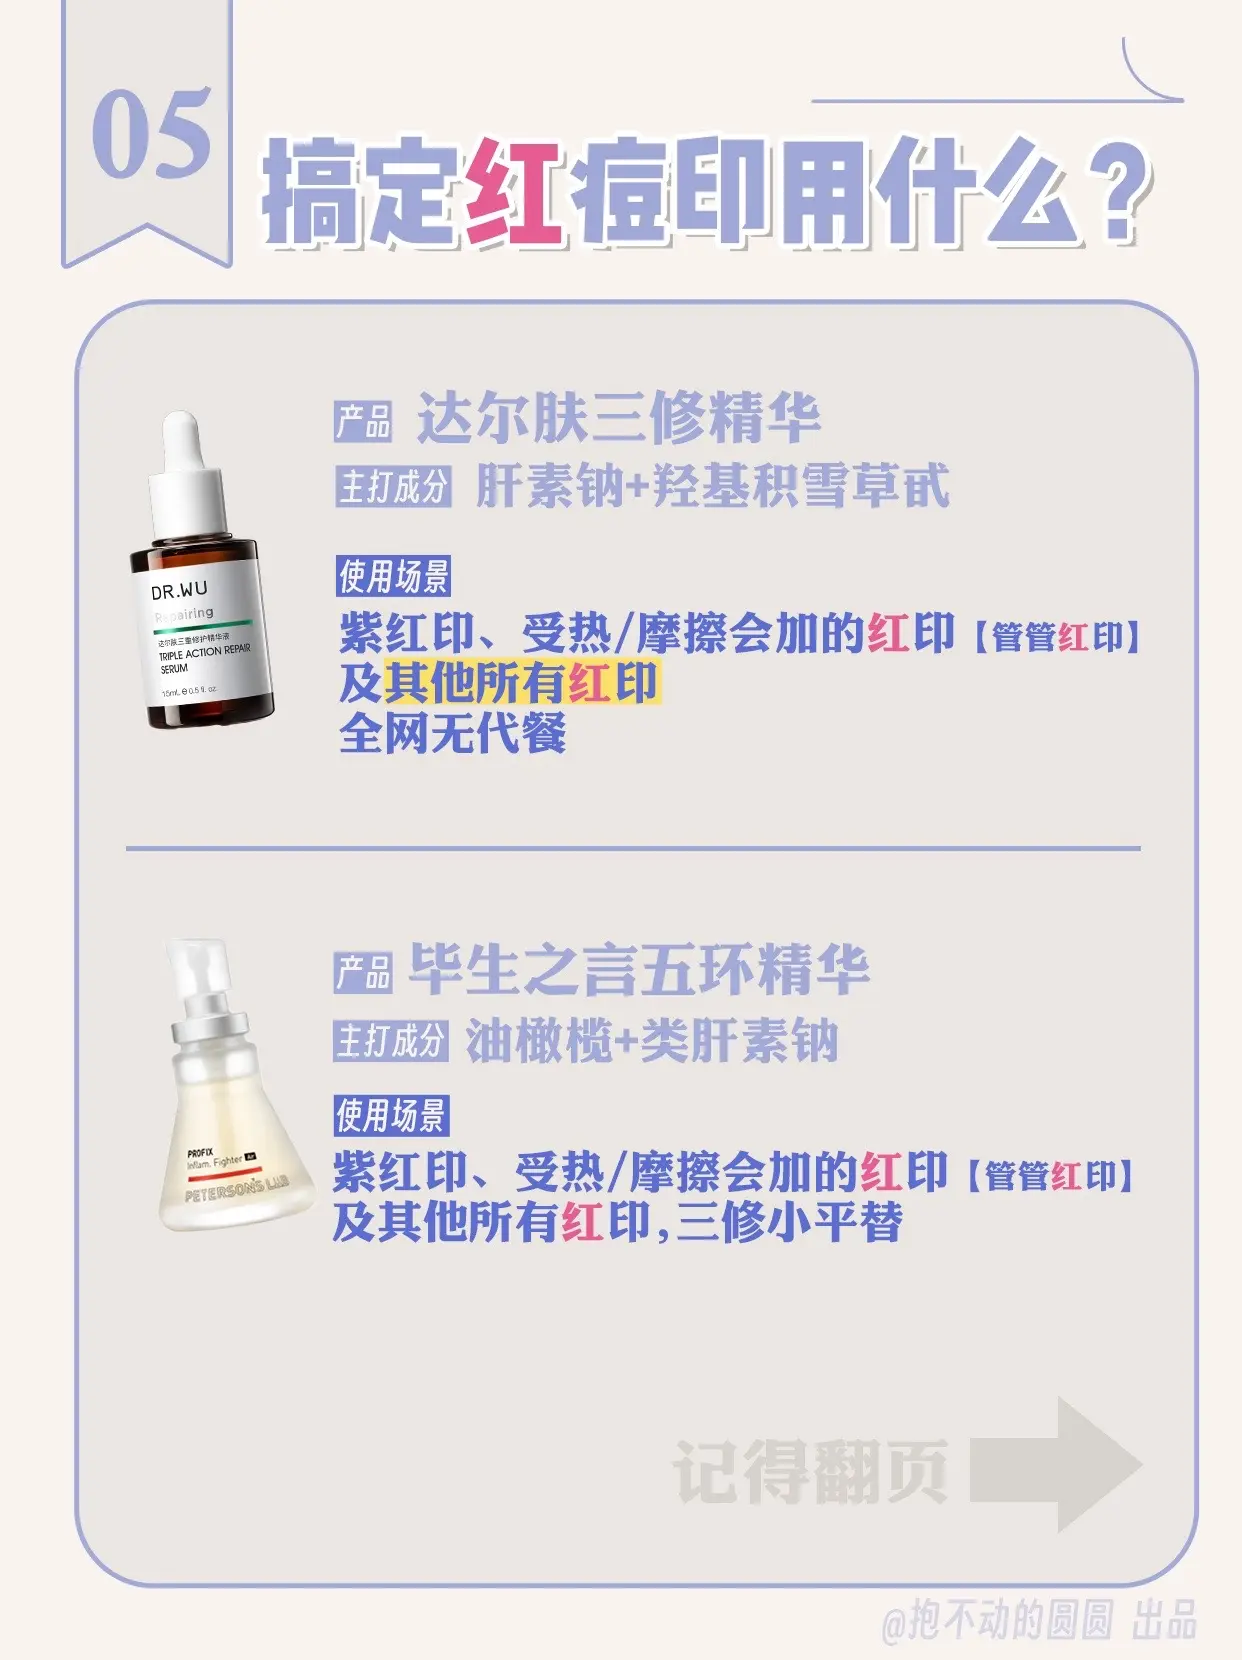 05
搞定红痘印用什么?
产品 达尔肤三修精华
主打成分 肝素钠+羟基积雪草甙
使用场景
紫红印、受热/摩擦会加的红印【管管红印】
及其他所有红印
全网无代餐
DR.WU
Repairing
达尔肤三重修护精华液
TRIPLE ACTION REPAIR
SERUM
15mL ⊖ 0.5 fl. oz.
产品 毕生之言五环精华
主打成分 油橄榄+类肝素钠
使用场景
紫红印、受热/摩擦会加的红印【管管红印】
及其他所有红印,三修小平替
PROFIX
Inflam. Fighter
PETERSON'S LAB
记得翻页
@抱不动的圆圆 出品